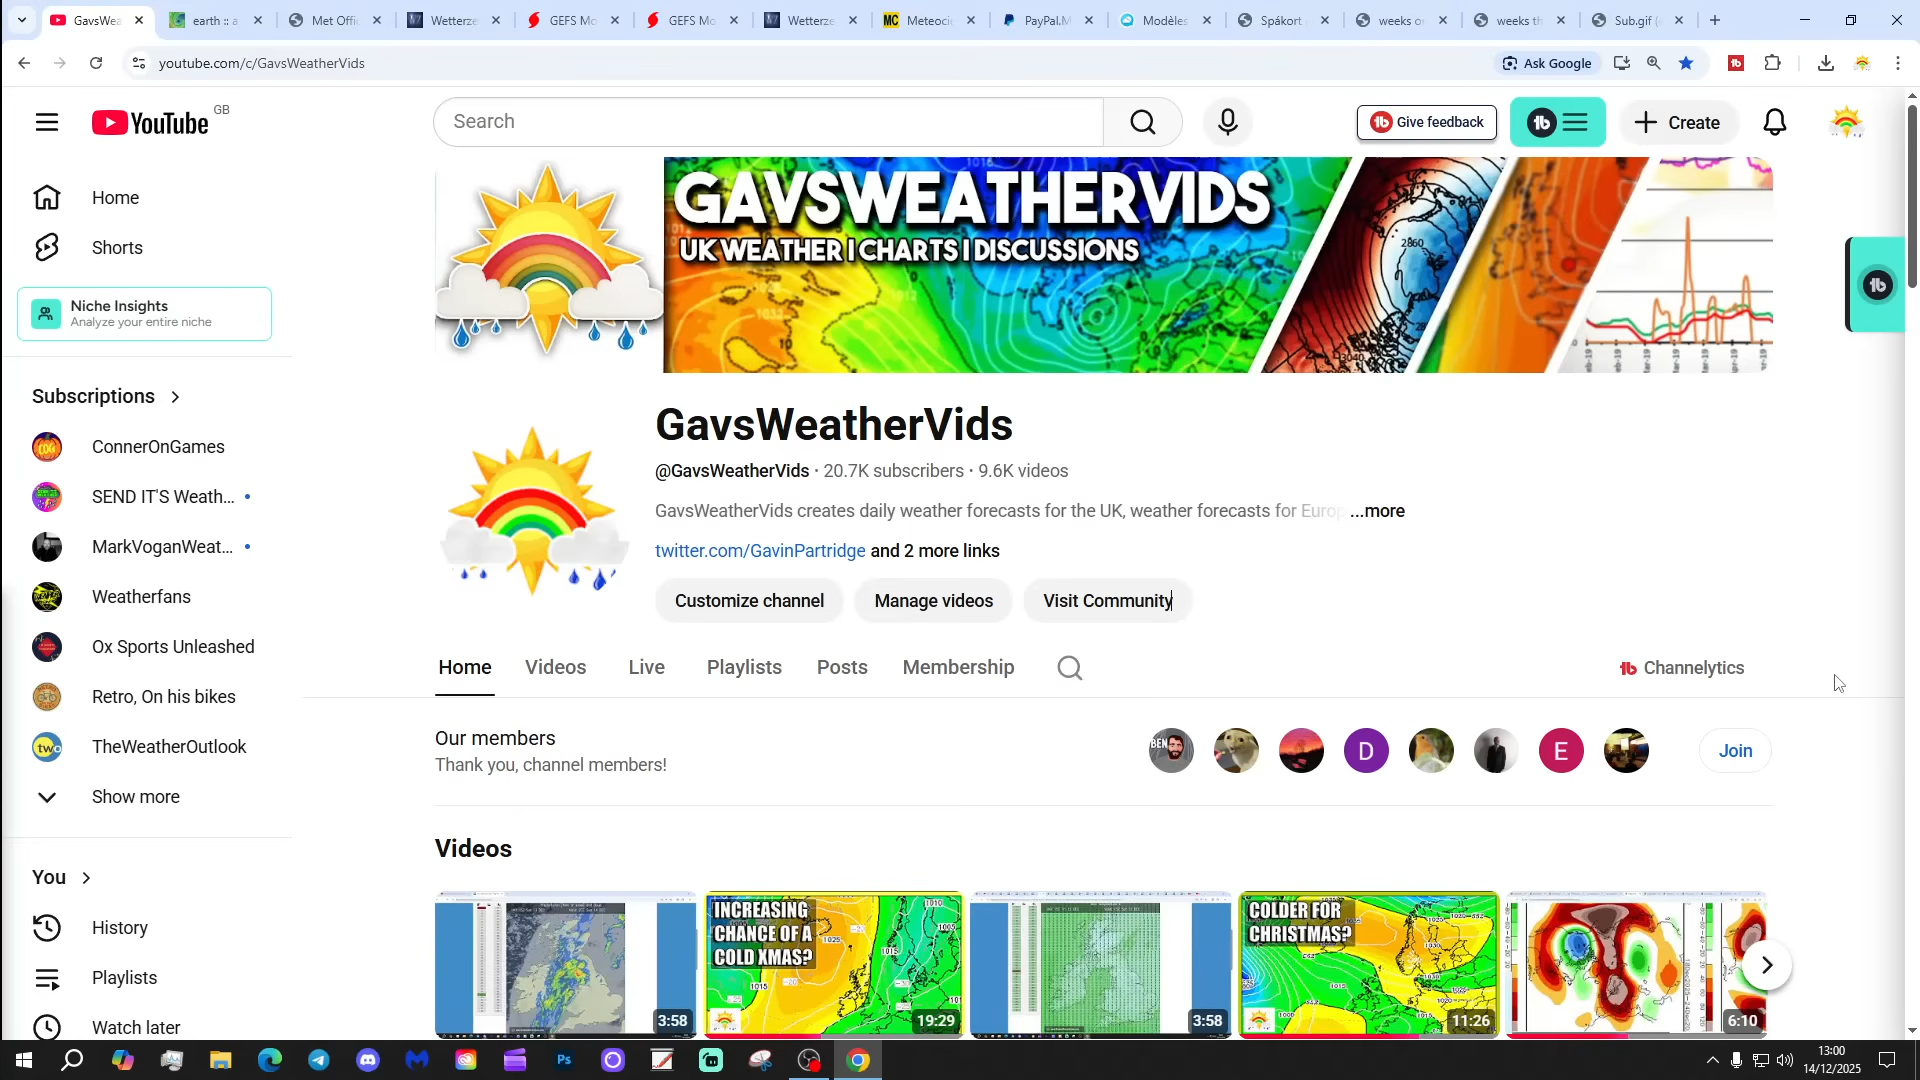 GavsWea
earth ::
Met Offi
Wetterze
GEFS Mo
GEFS Mo
Wetterze
MC
Meteocie
PayPal.M
Modèles
Spákort
weeks
weeks th
Sub.gif
youtube.com/c/GavsWeatherVids
Ask Google
YouTube
GB
Search
Give feedback
Create
Home
Shorts
Niche Insights
Analyze your entire niche
Subscriptions
ConnerOnGames
SEND IT'S Weath...
MarkVoganWeat...
Weatherfans
Ox Sports Unleashed
Retro, On his bikes
TheWeatherOutlook
Show more
You
History
Playlists
Watch later
GAVSWEATHERVIDS
UK WEATHER | CHARTS | DISCUSSIONS
GavsWeatherVids
@GavsWeatherVids · 20.7K subscribers · 9.6K videos
GavsWeatherVids creates daily weather forecasts for the UK, weather forecasts for Europ ...more
twitter.com/GavinPartridge and 2 more links
Customize channel
Manage videos
Visit Community
Home
Videos
Live
Playlists
Posts
Membership
Channelytics
Our members
Thank you, channel members!
BEN
D
E
Join
Videos
3:58
INCREASING
CHANCE OF A
COLD XMAS?
19:29
3:58
COLDER FOR
CHRISTMAS?
11:26
6:10
13:00
14/12/2025